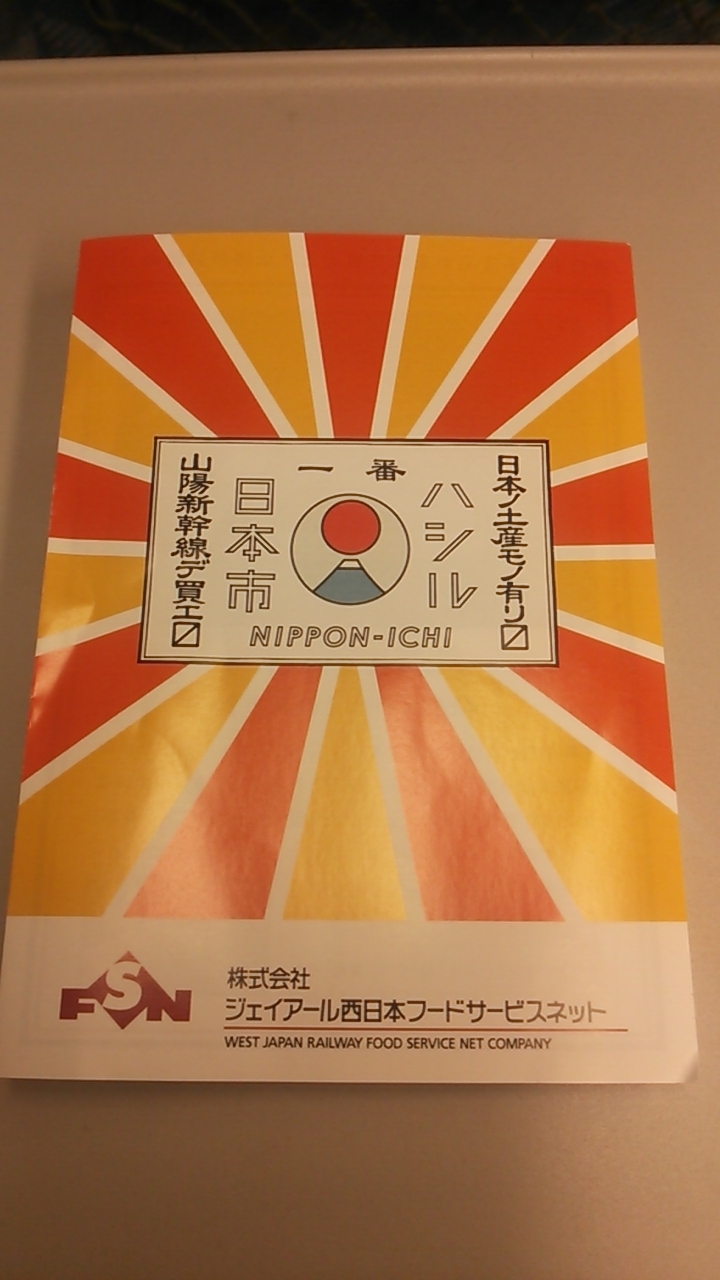 一番
日本ノ土産モノ有リ〼
ハシル
日本市
山陽新幹線デ買エ〼
NIPPON-ICHI
FSN
株式会社
ジェイアール西日本フードサービスネット
WEST JAPAN RAILWAY FOOD SERVICE NET COMPANY